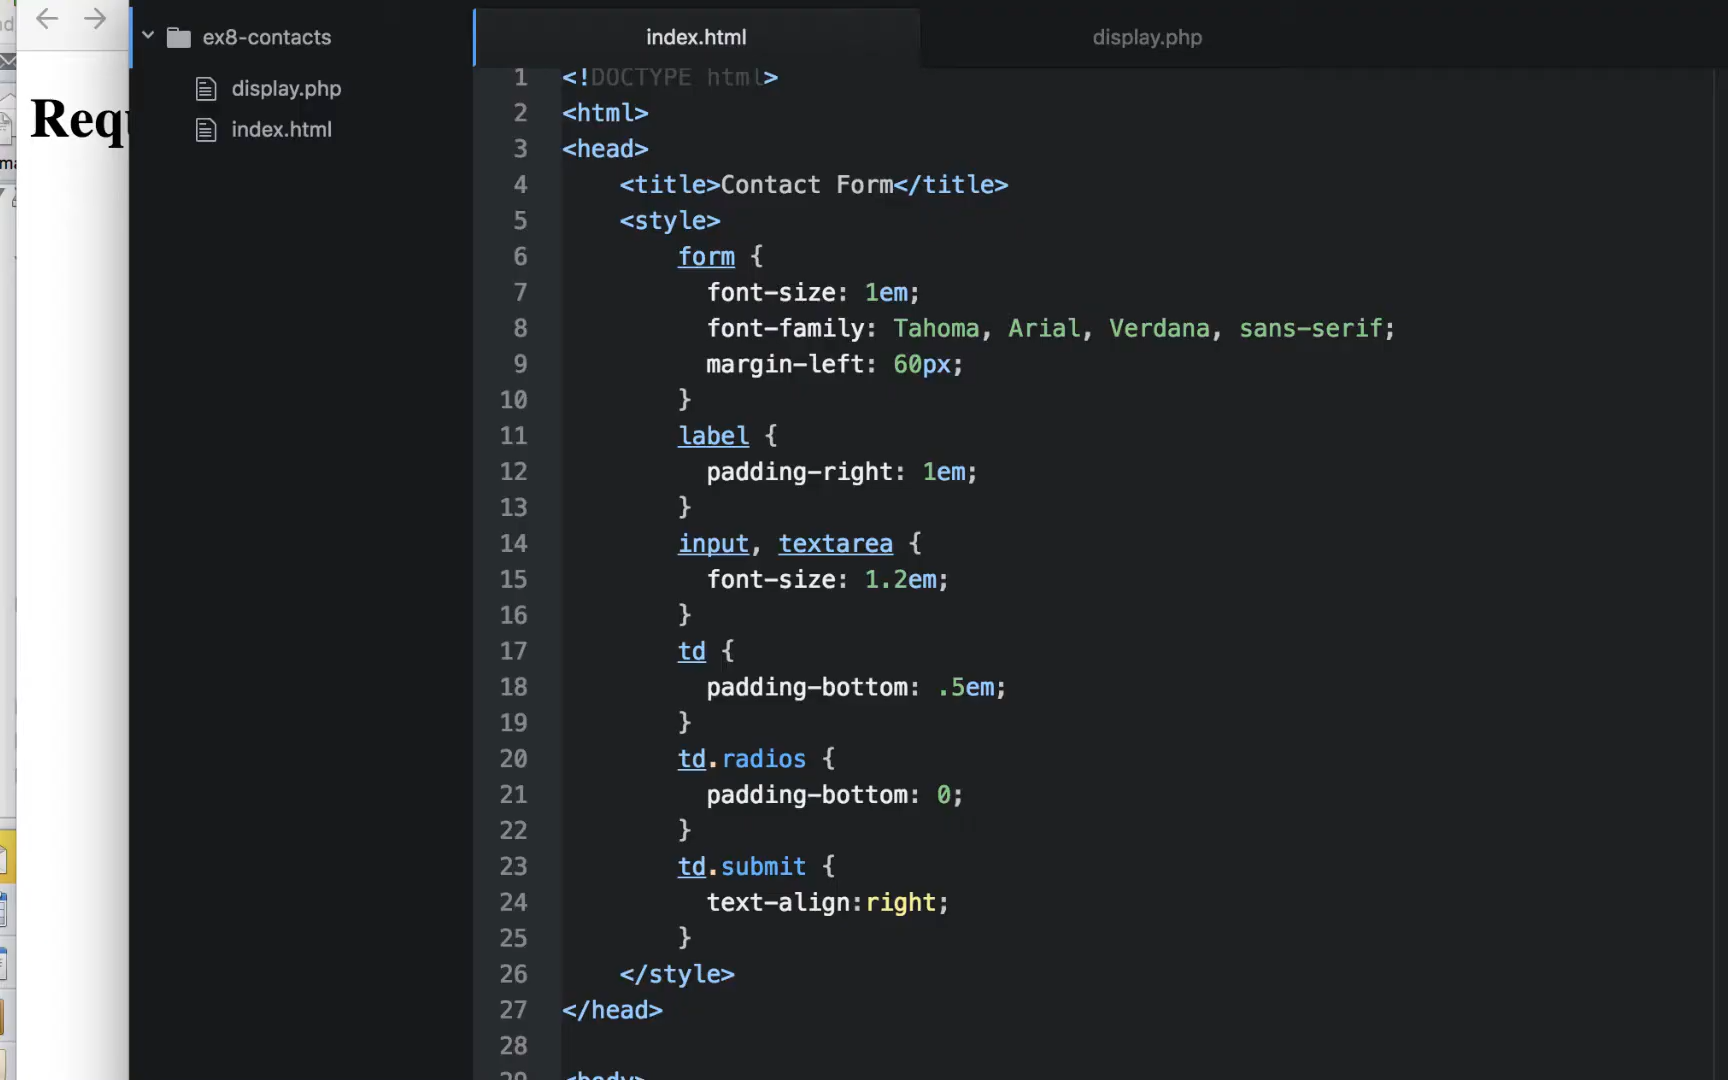 ex8-contacts
display.php
index.html
index.html
display.php
1 <!DOCTYPE html>
2 <html>
3 <head>
4 <title>Contact Form</title>
5 <style>
6 form {
7 font-size: 1em;
8 font-family: Tahoma, Arial, Verdana, sans-serif;
9 margin-left: 60px;
10 }
11 label {
12 padding-right: 1em;
13 }
14 input, textarea {
15 font-size: 1.2em;
16 }
17 td {
18 padding-bottom: .5em;
19 }
20 td.radios {
21 padding-bottom: 0;
22 }
23 td.submit {
24 text-align:right;
25 }
26 </style>
27 </head>
28
29 <body>